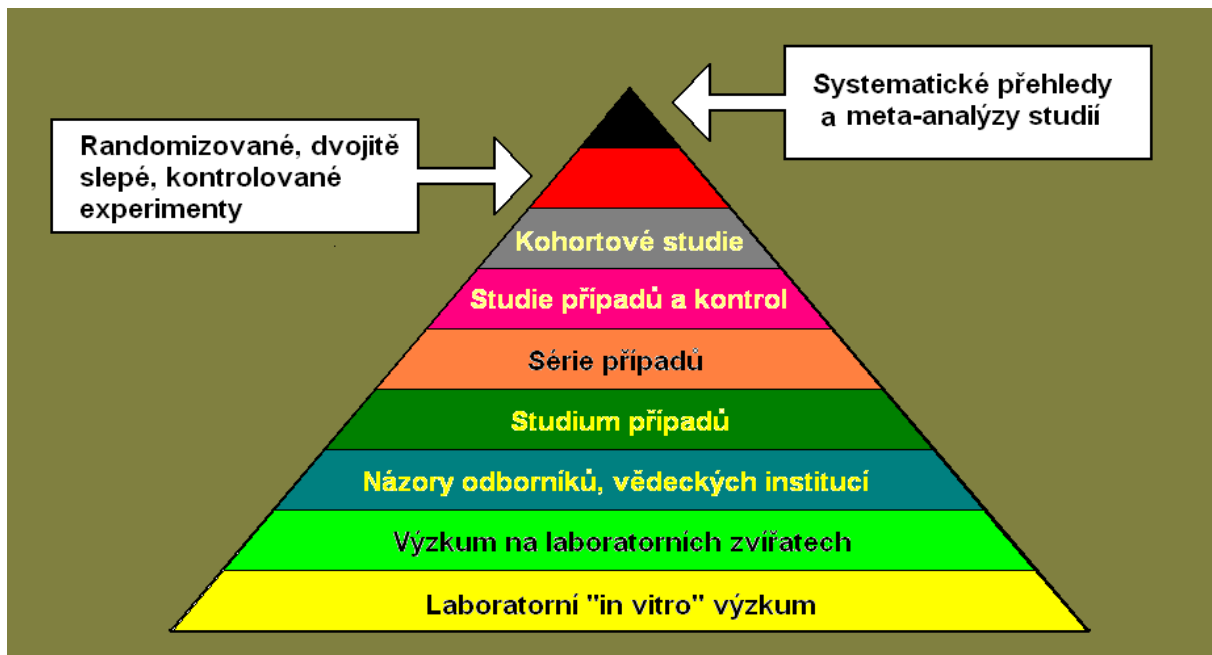 Systematické přehledy
a meta-analýzy studií
Randomizované, dvojitě
slepé, kontrolované
experimenty
Kohortové studie
Studie případů a kontrol
Série případů
Studium případů
Názory odborníků, vědeckých institucí
Výzkum na laboratorních zvířatech
Laboratorní "in vitro" výzkum